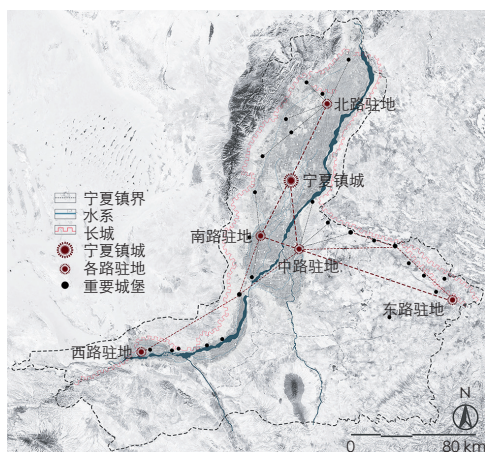 北路驻地
宁夏镇城
宁夏镇界
水系
长城
宁夏镇城
各路驻地
重要城堡
南路驻地
中路驻地
东路驻地
西路驻地
N
0 80 km